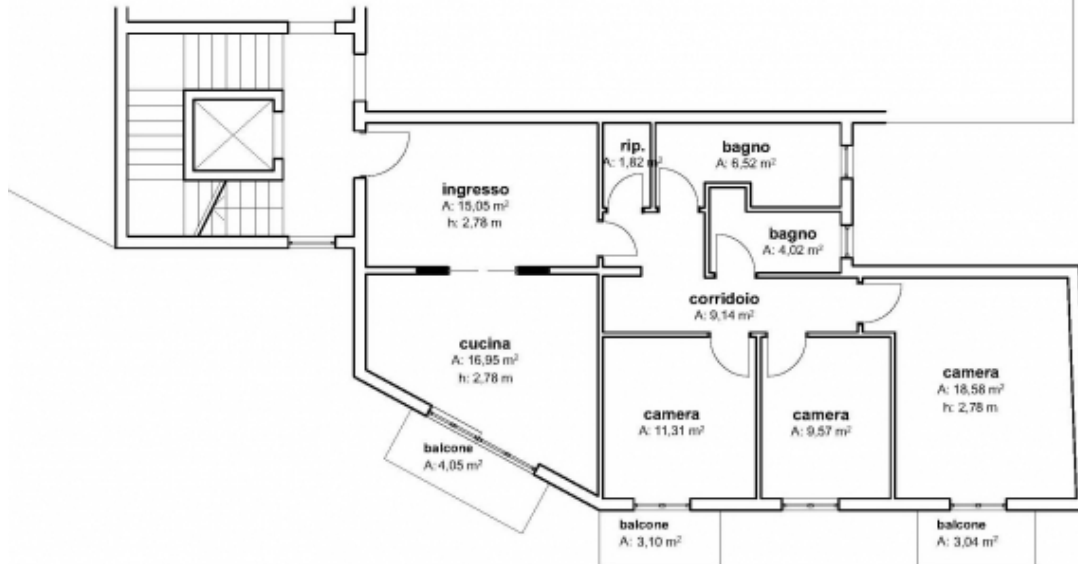 rip.
A: 1,82 m²
bagno
A: 6,52 m²
ingresso
A: 15,05 m²
h: 2,78 m
bagno
A: 4,02 m²
corridoio
A: 9,14 m²
cucina
A: 16,95 m²
h: 2,78 m
camera
A: 18,58 m²
h: 2,78 m
camera
A: 11,31 m²
camera
A: 9,57 m²
balcone
A: 4,05 m²
balcone
A: 3,10 m²
balcone
A: 3,04 m²